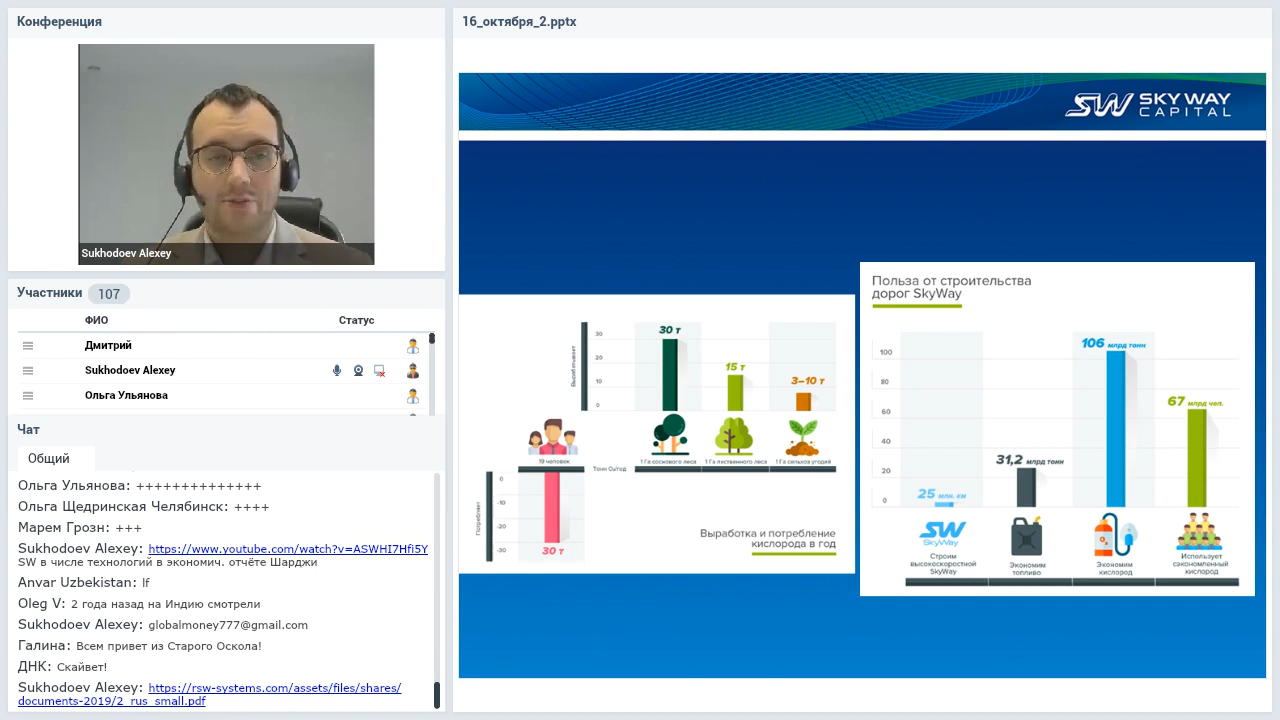 Конференция
Sukhodoev Alexey
Участники 107
ФИО Статус
Дмитрий
Sukhodoev Alexey
Ольга Ульянова
Чат
Общий
Ольга Ульянова: ++++++++++++++
Ольга Щедринская Челябинск: ++++
Марем Грозн: +++
Sukhodoev Alexey: https://www.youtube.com/watch?v=ASWHI7Hfi5Y
SW в числе технологий в экономич. отчёте Шарджи
Anvar Uzbekistan: lf
Oleg V: 2 года назад на Индию смотрели
Sukhodoev Alexey: globalmoney777@gmail.com
Галина: Всем привет из Старого Оскола!
ДНК: Скайвет!
Sukhodoev Alexey: https://rsw-systems.com/assets/files/shares/
documents-2019/2_rus_small.pdf
16_октября_2.pptx
SW SKY WAY
CAPITAL
30
20
10
0
30 т
15 т
3–10 т
19 человек
Тонн O₂/год
1 Га соснового леса
1 Га лиственного леса
1 Га сельхоз угодий
Потребляет
0
-10
-20
-30
30 т
Выработка и потребление
кислорода в год
Польза от строительства
дорог SkyWay
100
80
60
40
20
0
25 млн. км
31,2 млрд тонн
106 млрд тонн
67 млрд чел.
SW
SkyWay
Строим
высокоскоростной
SkyWay
Экономим
топливо
Экономим
кислород
Использует
сэкономленный
кислород